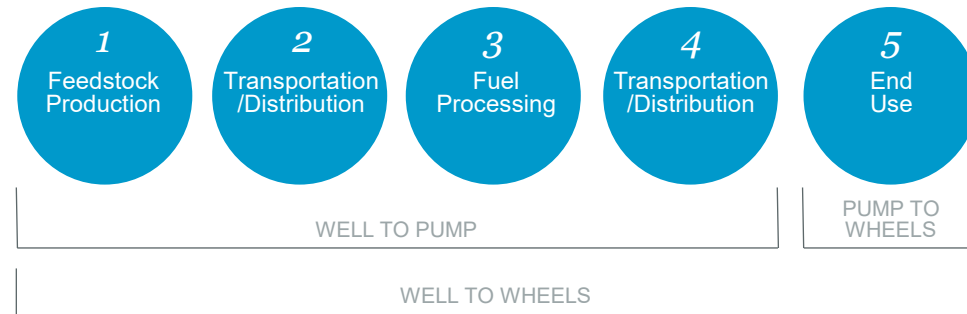 1
Feedstock
Production
2
Transportation
/Distribution
3
Fuel
Processing
4
Transportation
/Distribution
5
End
Use
WELL TO PUMP
PUMP TO
WHEELS
WELL TO WHEELS